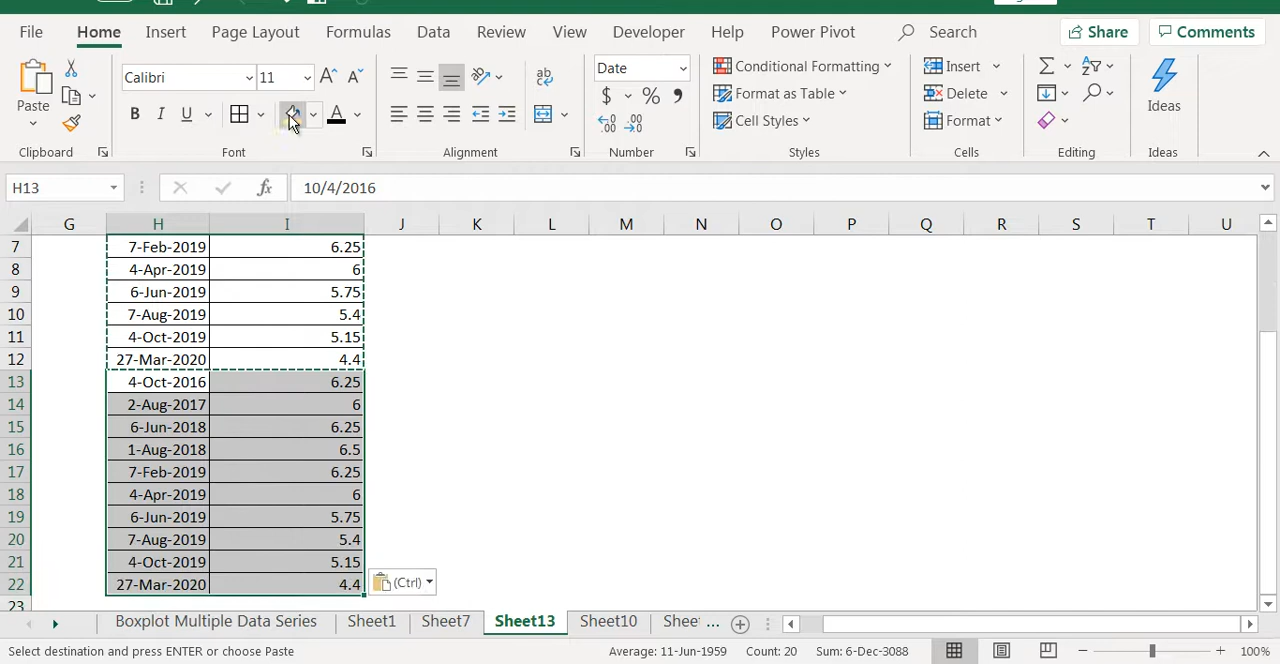 File Home Insert Page Layout Formulas Data Review View Developer Help Power Pivot Search Share Comments
Calibri 11 Date Conditional Formatting Insert
Paste $ % Format as Table Delete Ideas
B I U A Cell Styles Format
Clipboard Font Alignment Number Styles Cells Editing Ideas
H13 fx 10/4/2016
G H I J K L M N O P Q R S T U
7 7-Feb-2019 6.25
8 4-Apr-2019 6
9 6-Jun-2019 5.75
10 7-Aug-2019 5.4
11 4-Oct-2019 5.15
12 27-Mar-2020 4.4
13 4-Oct-2016 6.25
14 2-Aug-2017 6
15 6-Jun-2018 6.25
16 1-Aug-2018 6.5
17 7-Feb-2019 6.25
18 4-Apr-2019 6
19 6-Jun-2019 5.75
20 7-Aug-2019 5.4
21 4-Oct-2019 5.15
22 27-Mar-2020 4.4
(Ctrl)
23
Boxplot Multiple Data Series Sheet1 Sheet7 Sheet13 Sheet10 Shee ...
Select destination and press ENTER or choose Paste Average: 11-Jun-1959 Count: 20 Sum: 6-Dec-3088 100%